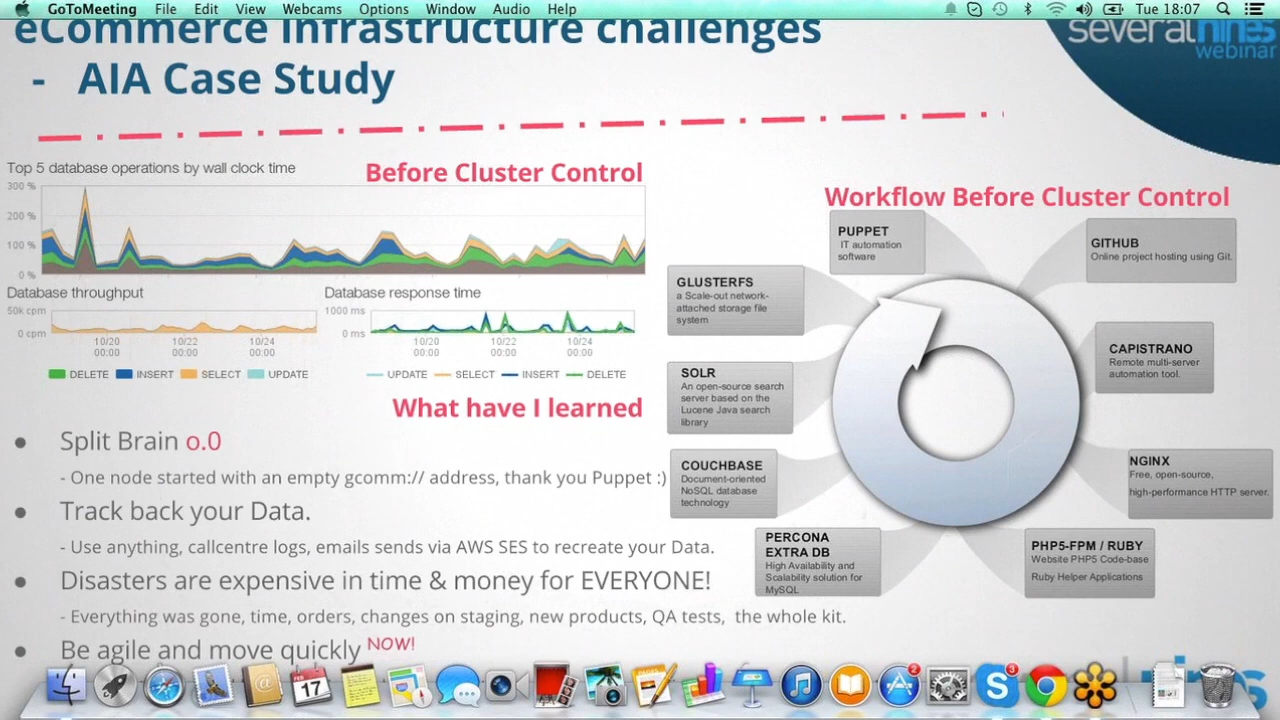 GoToMeeting File Edit View Webcams Options Window Audio Help Tue 18:07
eCommerce infrastructure challenges
- AIA Case Study
severalnines
webinar
Top 5 database operations by wall clock time
Before Cluster Control
300 %
200 %
100 %
0 %
Database throughput
50k cpm
0 cpm
10/20
00:00
10/22
00:00
10/24
00:00
DELETE INSERT SELECT UPDATE
Database response time
1000 ms
0 ms
10/20
00:00
10/22
00:00
10/24
00:00
UPDATE SELECT INSERT DELETE
What have I learned
● Split Brain o.0
- One node started with an empty gcomm:// address, thank you Puppet :)
● Track back your Data.
- Use anything, callcentre logs, emails sends via AWS SES to recreate your Data.
● Disasters are expensive in time & money for EVERYONE!
- Everything was gone, time, orders, changes on staging, new products, QA tests, the whole kit.
● Be agile and move quickly NOW!
Workflow Before Cluster Control
PUPPET
IT automation
software
GITHUB
Online project hosting using Git.
GLUSTERFS
a Scale-out network-
attached storage file
system
CAPISTRANO
Remote multi-server
automation tool.
SOLR
An open-source search
server based on the
Lucene Java search
library
COUCHBASE
Document-oriented
NoSQL database
technology
NGINX
Free, open-source,
high-performance HTTP server.
PERCONA
EXTRA DB
High Availability and
Scalability solution for
MySQL
PHP5-FPM / RUBY
Website PHP5 Code-base
Ruby Helper Applications
FEB
17
2
3